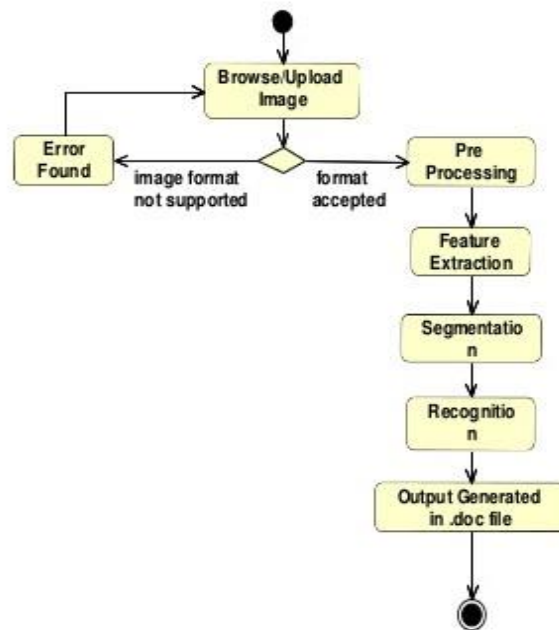 Browse/Upload
Image
Error
Found
image format
not supported
format
accepted
Pre
Processing
Feature
Extraction
Segmentatio
n
Recognitio
n
Output Generated
in .doc file